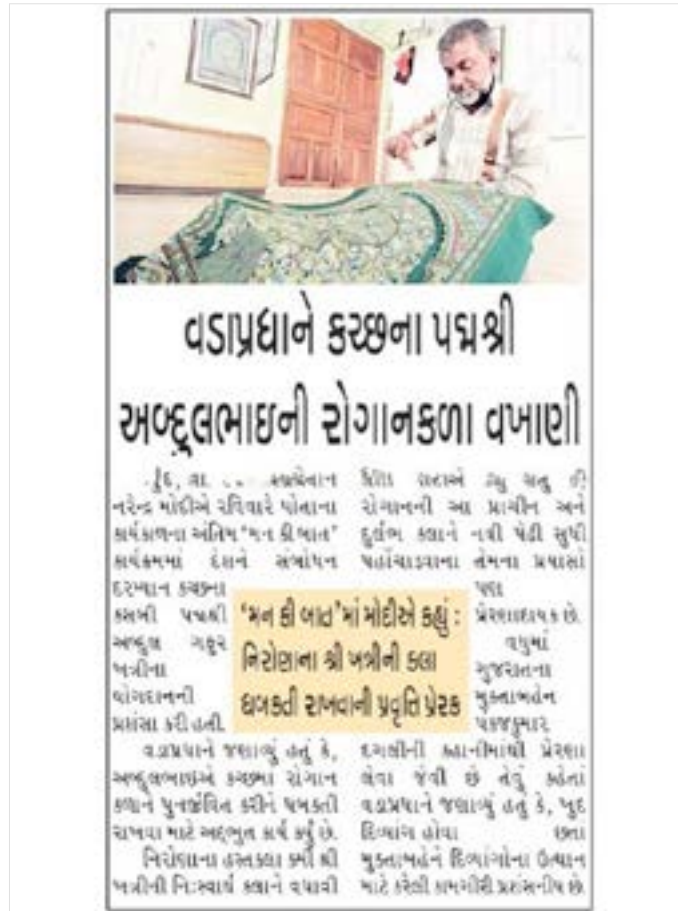 વડાપ્રધાને કચ્છના પદ્મશ્રી
અબ્દુલભાઇની રોગાનકળા વખાણી
નરેન્દ્ર મોદીએ રવિવારે પોતાના
કાર્યકાળના અંતિમ 'મન કી બાત'
કાર્યક્રમમાં દેશને સંબોધન
દરમ્યાન કચ્છના
કસબી પદ્મશ્રી
અબ્દુલ ગફુર
ખત્રીના
યોગદાનની
પ્રશંસા કરી હતી.
વડાપ્રધાને જણાવ્યું હતું કે,
અબ્દુલભાઇએ કચ્છમાં રોગાન
કળાને પુનર્જીવિત કરીને ધબકતી
રાખવા માટે અદ્ભુત કાર્ય કર્યું છે.
નિરોણાના હસ્તકલા કર્મી શ્રી
ખત્રીની નિઃસ્વાર્થ કલાને વધાવી
'મન કી બાત'માં મોદીએ કહ્યું :
નિરોણાના શ્રી ખત્રીની કલા
ધબકતી રાખવાની પ્રવૃત્તિ પ્રેરક
રોગાનની આ પ્રાચીન અને
દુર્લભ કલાને નવી પેઢી સુધી
પહોંચાડવાના તેમના પ્રયાસો
પણ
પ્રેરણાદાયક છે.
વધુમાં
ગુજરાતના
મુક્તાબહેન
પંકજકુમાર
દગલીની કહાનીમાંથી પ્રેરણા
લેવા જેવી છે તેવું કહેતાં
વડાપ્રધાને જણાવ્યું હતું કે, ખુદ
દિવ્યાંગ હોવા છતાં
મુક્તાબહેને દિવ્યાંગોના ઉત્થાન
માટે કરેલી કામગીરી પ્રશંસનીય છે.